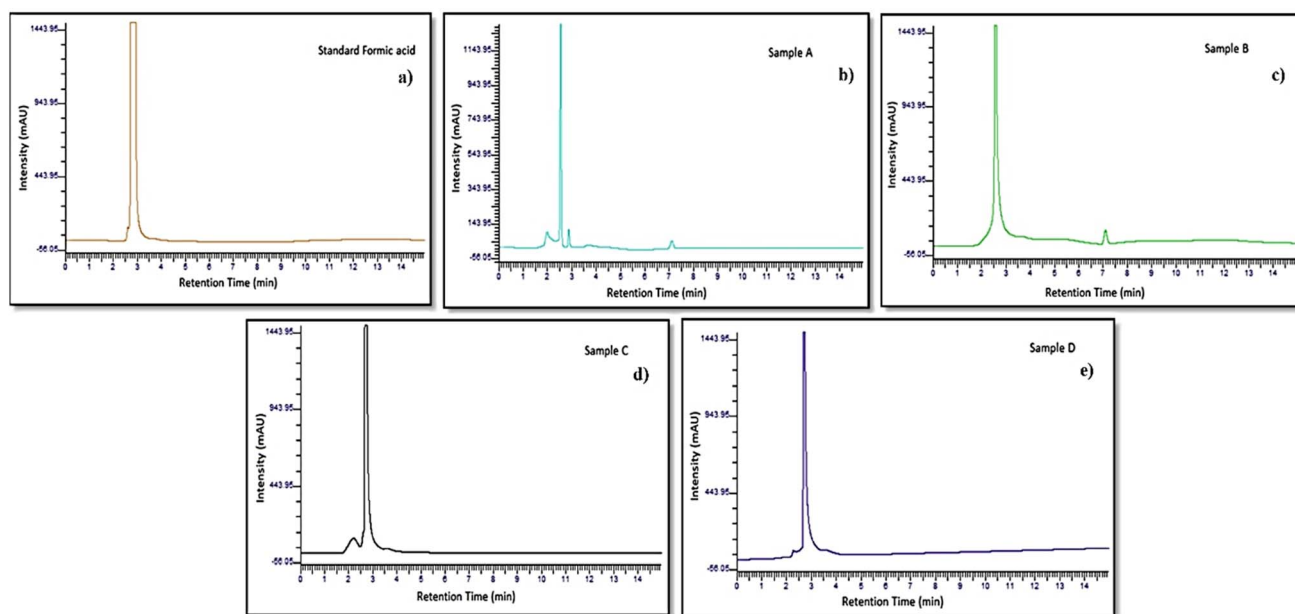 Standard Formic acid
a)
Intensity (mAU)
1443.95
943.95
443.95
-56.05
0 1 2 3 4 5 6 7 8 9 10 11 12 13 14
Retention Time (min)
Sample A
b)
Intensity (mAU)
1143.95
943.95
743.95
543.95
343.95
143.95
-56.05
0 1 2 3 4 5 6 7 8 9 10 11 12 13 14
Retention Time (min)
Sample B
c)
Intensity (mAU)
1443.95
943.95
443.95
-56.05
0 1 2 3 4 5 6 7 8 9 10 11 12 13 14
Retention Time (min)
Sample C
d)
Intensity (mAU)
1443.95
943.95
443.95
-56.05
0 1 2 3 4 5 6 7 8 9 10 11 12 13 14
Retention Time (min)
Sample D
e)
Intensity (mAU)
1443.95
943.95
443.95
-56.05
0 1 2 3 4 5 6 7 8 9 10 11 12 13 14
Retention Time (min)